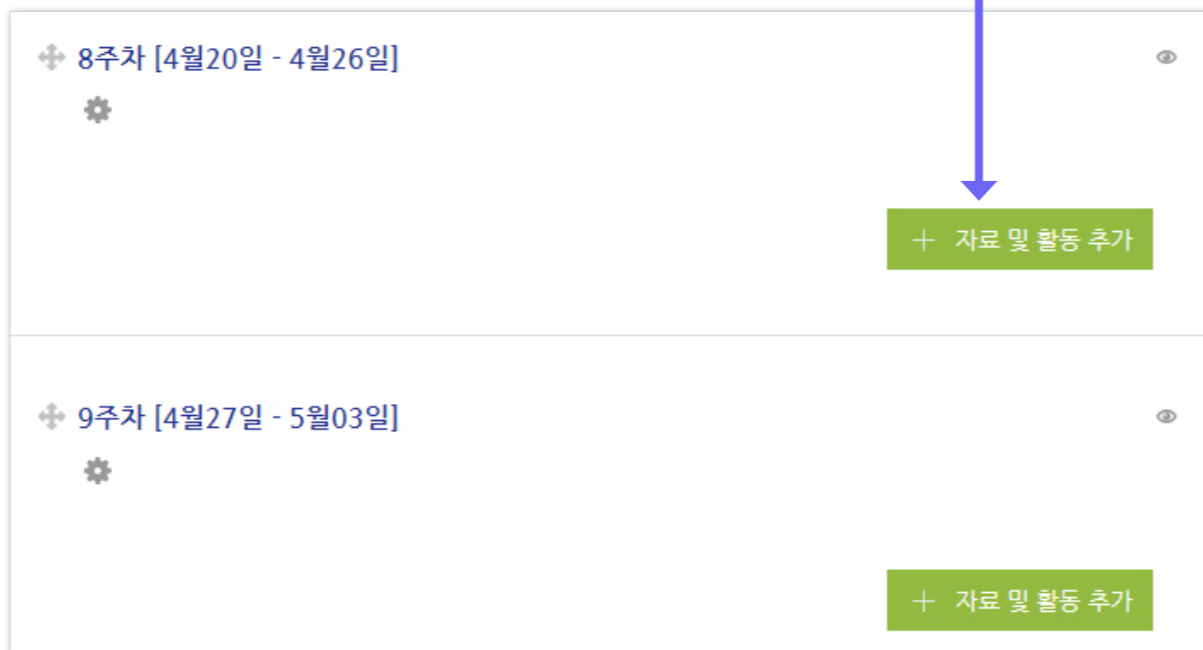 8주차 [4월20일 - 4월26일]
+ 자료 및 활동 추가
9주차 [4월27일 - 5월03일]
+ 자료 및 활동 추가